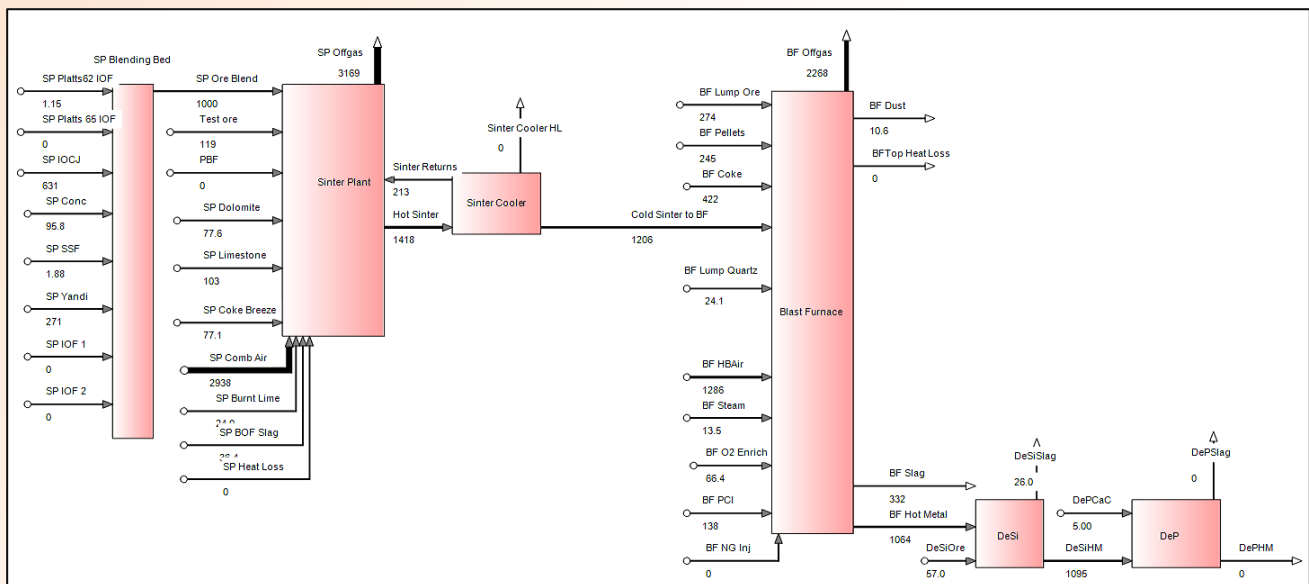 SP Blending Bed
SP Platts62 IOF
1.15
SP Platts 65 IOF
0
SP IOCJ
631
SP Conc
95.8
SP SSF
1.88
SP Yandi
271
SP IOF 1
0
SP IOF 2
0
SP Ore Blend
1000
Test ore
119
PBF
0
SP Dolomite
77.6
SP Limestone
103
SP Coke Breeze
77.1
SP Comb Air
2938
SP Burnt Lime
SP BOF Slag
SP Heat Loss
0
SP Offgas
3169
Sinter Plant
Sinter Returns
213
Hot Sinter
1418
Sinter Cooler HL
0
Sinter Cooler
Cold Sinter to BF
1206
BF Lump Ore
274
BF Pellets
245
BF Coke
422
BF Lump Quartz
24.1
BF HBAir
1286
BF Steam
13.5
BF O2 Enrich
66.4
BF PCI
138
BF NG Inj
0
BF Offgas
2268
Blast Furnace
BF Dust
10.6
BFTop Heat Loss
0
BF Slag
332
BF Hot Metal
1064
DeSiOre
57.0
DeSiSlag
26.0
DeSi
DeSiHM
1095
DePCaC
5.00
DePSlag
0
DeP
DePHM
0